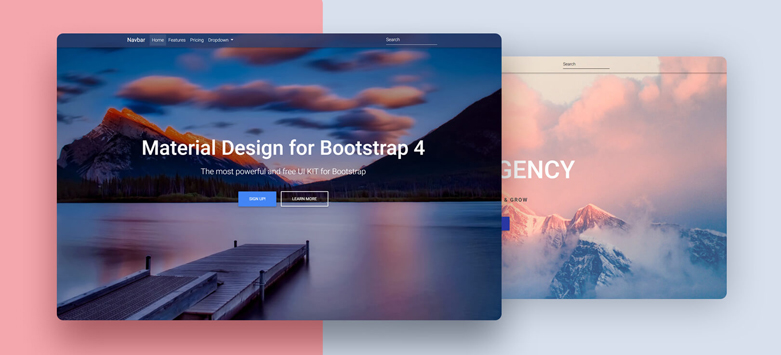 Navbar Home Features Pricing Dropdown Search
Material Design for Bootstrap 4
The most powerful and free UI KIT for Bootstrap
SIGN UP! LEARN MORE
Search
GENCY
& GROW